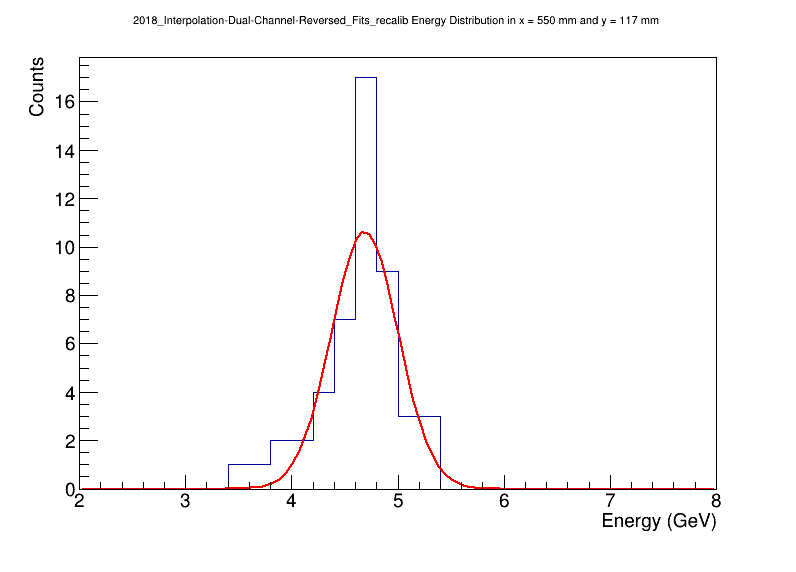 2018_Interpolation-Dual-Channel-Reversed_Fits_recalib Energy Distribution in x = 550 mm and y = 117 mm
Counts
16
14
12
10
8
6
4
2
0
2 3 4 5 6 7 8
Energy (GeV)